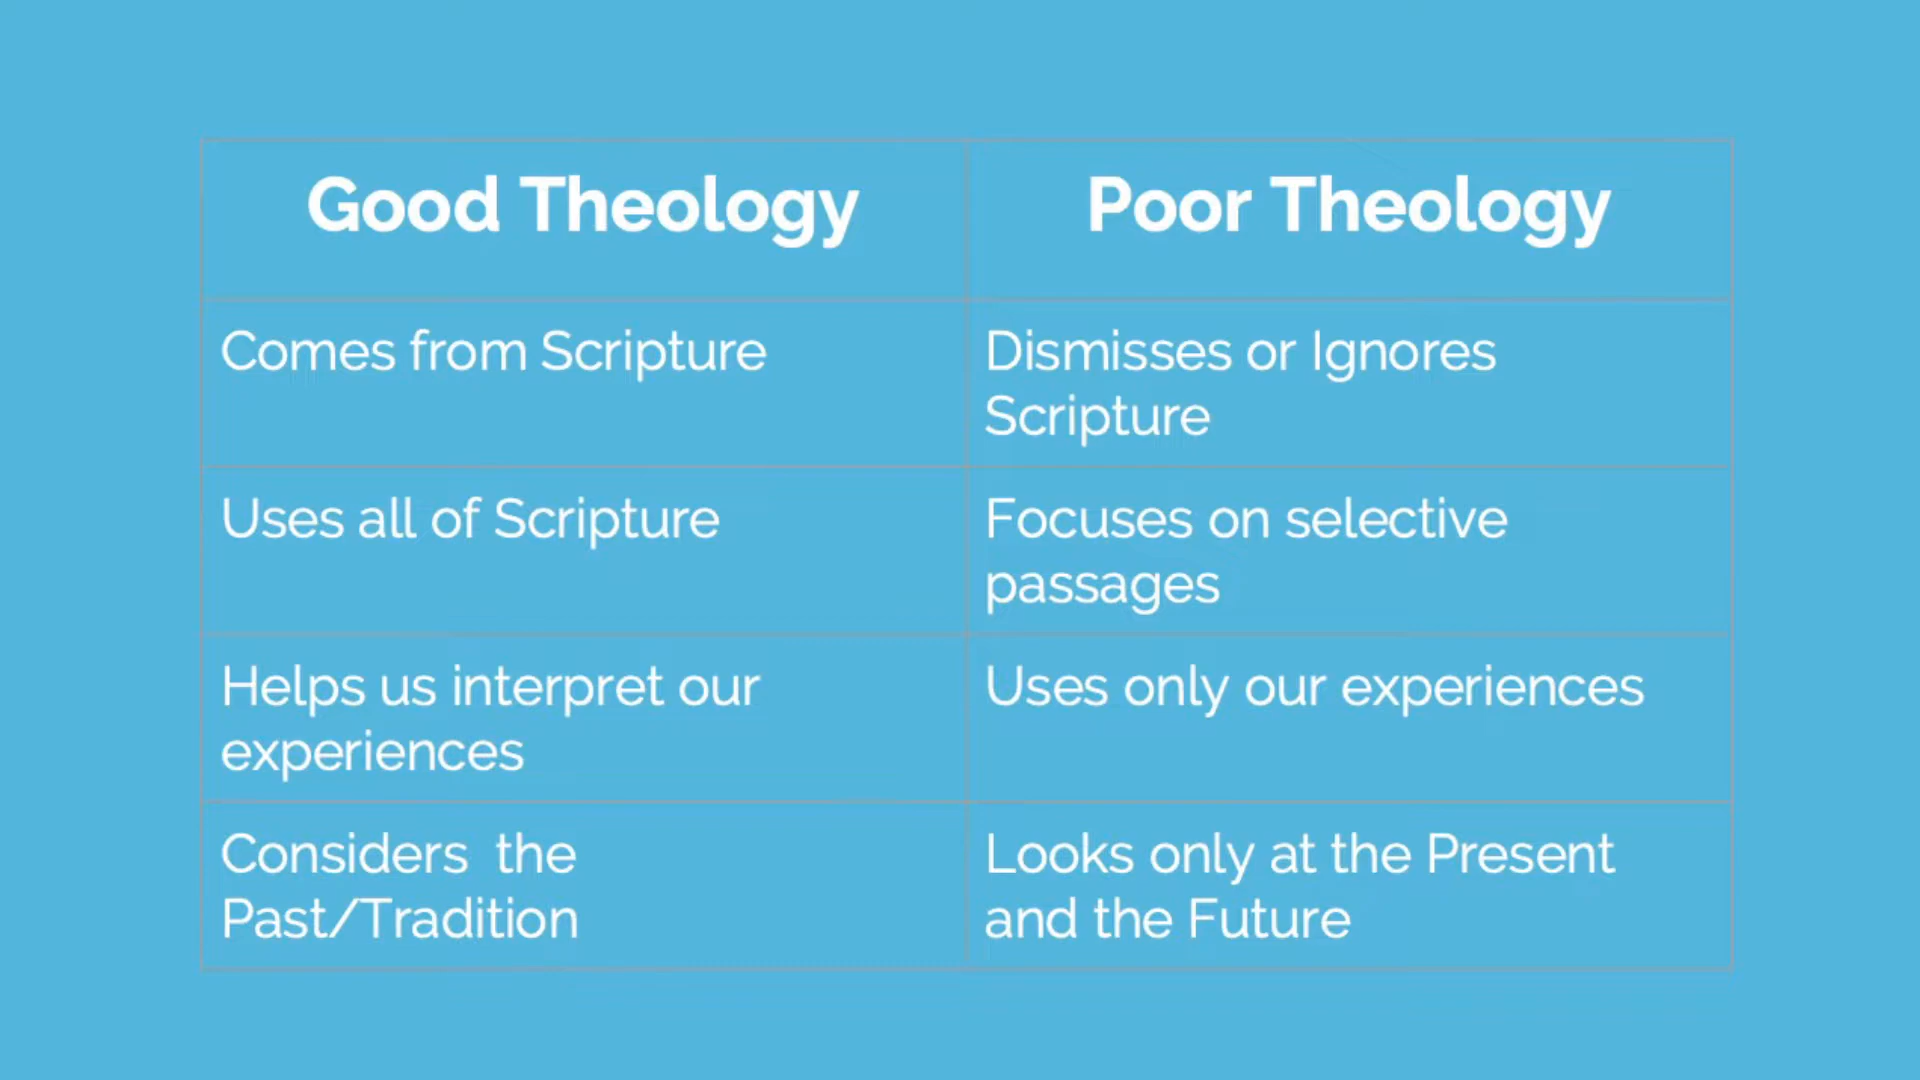 Good Theology
Poor Theology
Comes from Scripture
Dismisses or Ignores
Scripture
Uses all of Scripture
Focuses on selective
passages
Helps us interpret our
experiences
Uses only our experiences
Considers  the
Past/Tradition
Looks only at the Present
and the Future